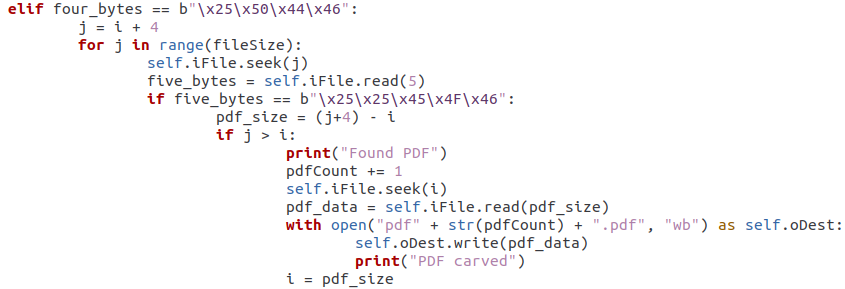 elif four_bytes == b"\x25\x50\x44\x46":
        j = i + 4
        for j in range(fileSize):
                self.iFile.seek(j)
                five_bytes = self.iFile.read(5)
                if five_bytes == b"\x25\x25\x45\x4F\x46":
                        pdf_size = (j+4) - i
                        if j > i:
                                print("Found PDF")
                                pdfCount += 1
                                self.iFile.seek(i)
                                pdf_data = self.iFile.read(pdf_size)
                                with open("pdf" + str(pdfCount) + ".pdf", "wb") as self.oDest:
                                        self.oDest.write(pdf_data)
                                        print("PDF carved")
                                i = pdf_size